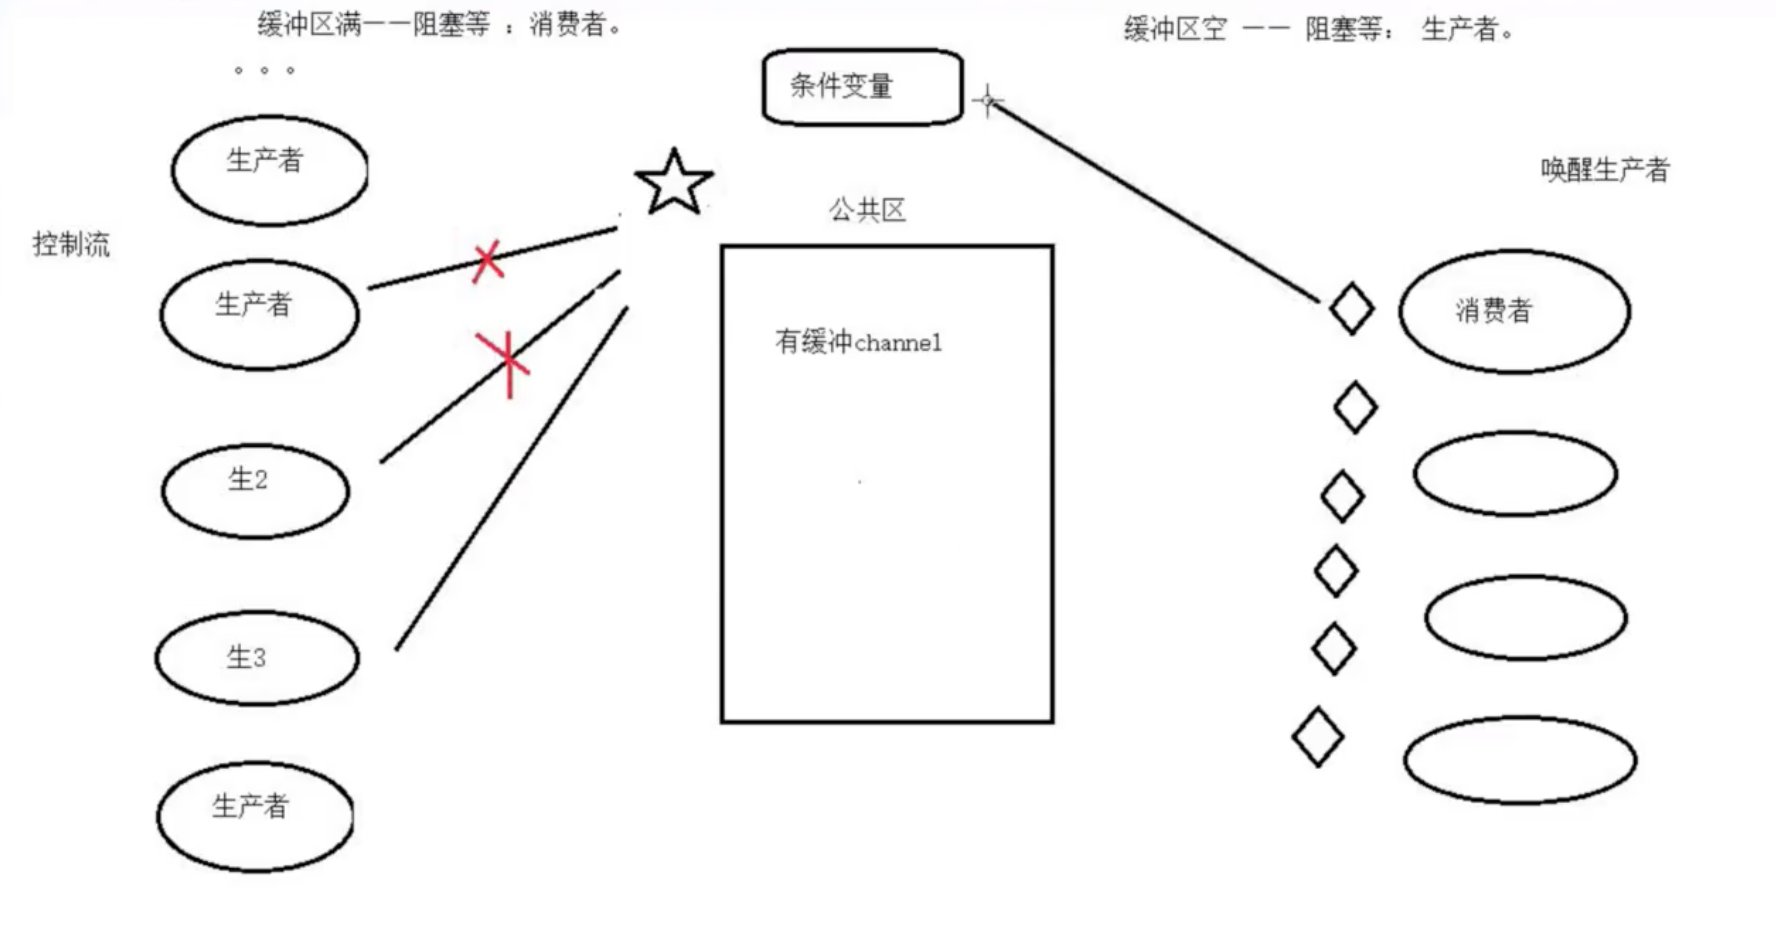 缓冲区满——阻塞等 ：消费者。
缓冲区空 —— 阻塞等： 生产者。
。。。
条件变量
生产者
唤醒生产者
公共区
控制流
生产者
消费者
有缓冲channel
生2
生3
生产者